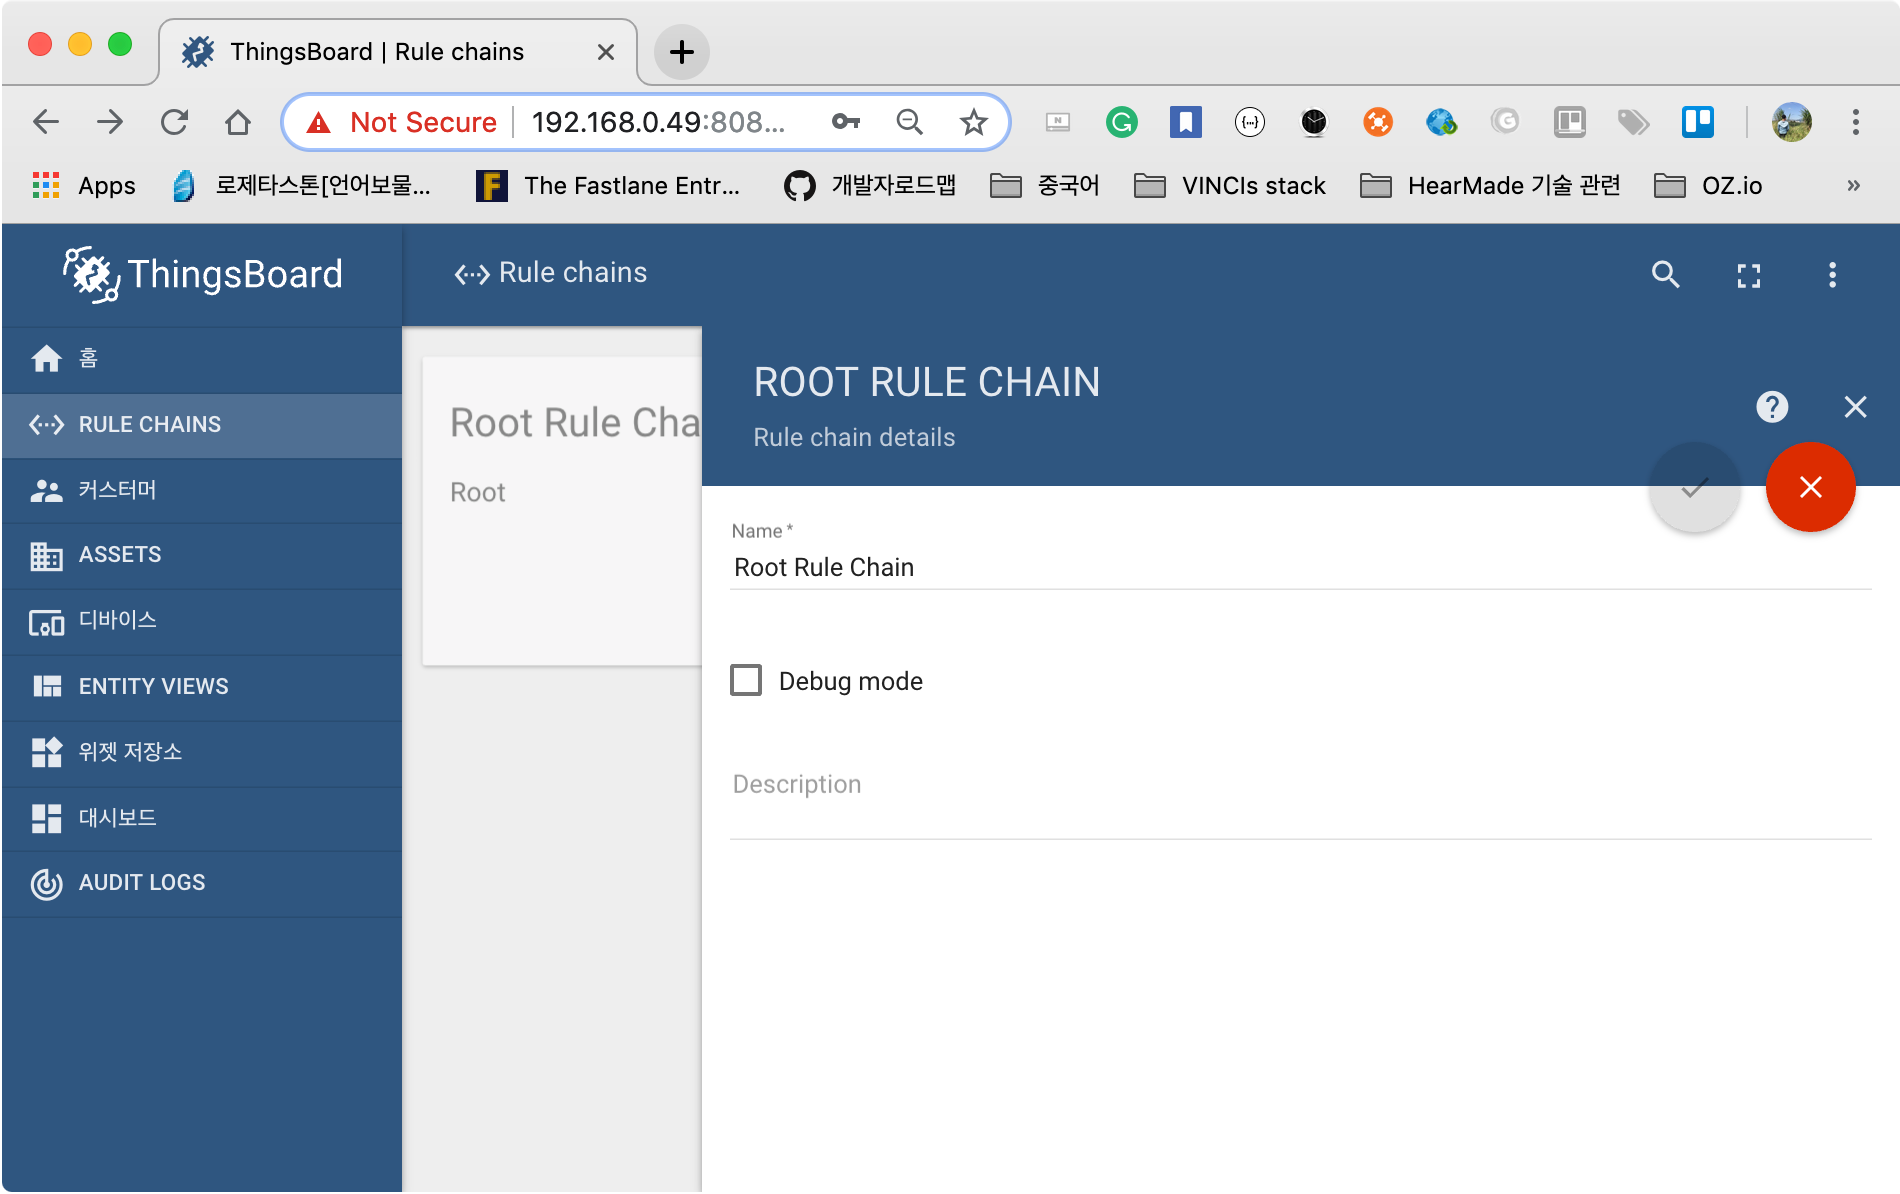 ThingsBoard | Rule chains
Not Secure
192.168.0.49:808...
Apps
로제타스톤[언어보물...
The Fastlane Entr...
개발자로드맵
중국어
VINCIs stack
HearMade 기술 관련
OZ.io
»
ThingsBoard
Rule chains
홈
RULE CHAINS
커스터머
ASSETS
디바이스
ENTITY VIEWS
위젯 저장소
대시보드
AUDIT LOGS
Root Rule Cha
Root
ROOT RULE CHAIN
Rule chain details
Name *
Root Rule Chain
Debug mode
Description